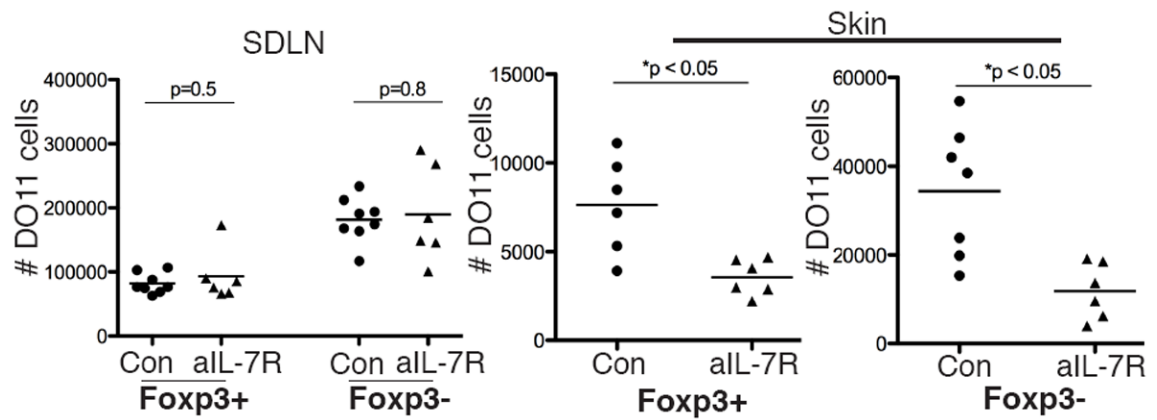 SDLN
# DO11 cells
400000
300000
200000
100000
0
p=0.5
p=0.8
Con aIL-7R
Con aIL-7R
Foxp3+
Foxp3-
Skin
# DO11 cells
15000
10000
5000
0
*p < 0.05
Con
aIL-7R
Foxp3+
# DO11 cells
60000
40000
20000
0
*p < 0.05
Con
aIL-7R
Foxp3-